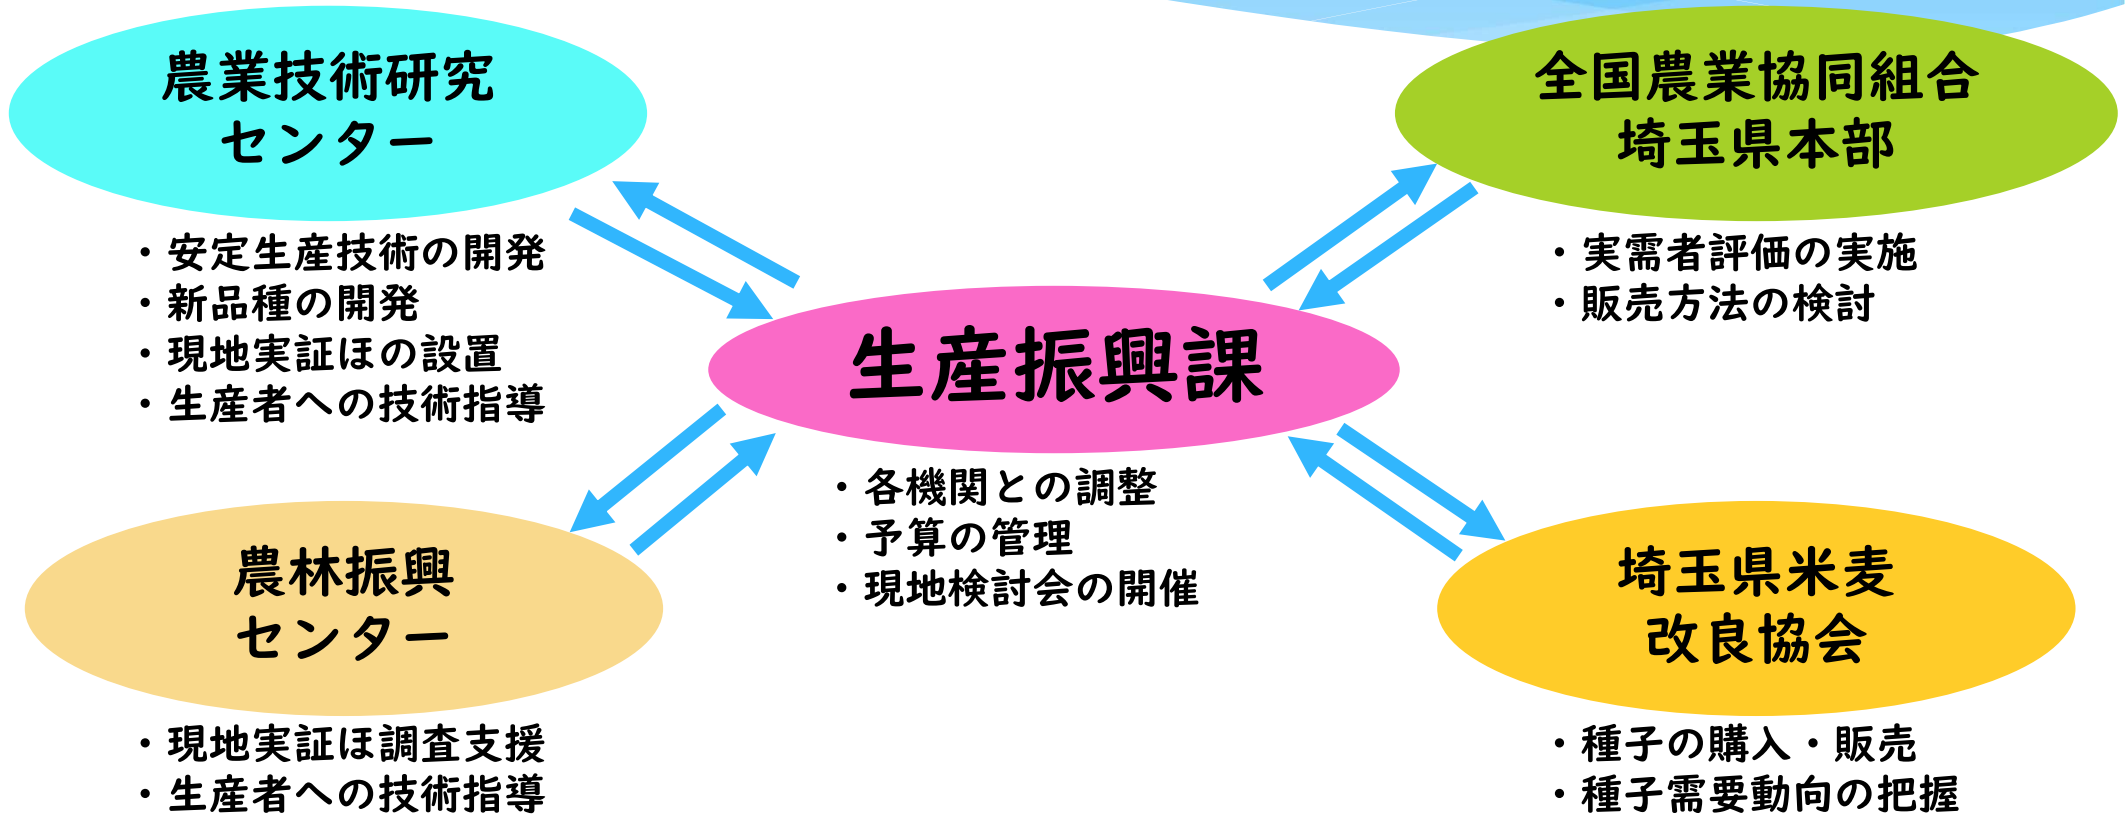 農業技術研究
センター
・安定生産技術の開発
・新品種の開発
・現地実証ほの設置
・生産者への技術指導
全国農業協同組合
埼玉県本部
・実需者評価の実施
・販売方法の検討
生産振興課
・各機関との調整
・予算の管理
・現地検討会の開催
農林振興
センター
・現地実証ほ調査支援
・生産者への技術指導
埼玉県米麦
改良協会
・種子の購入・販売
・種子需要動向の把握